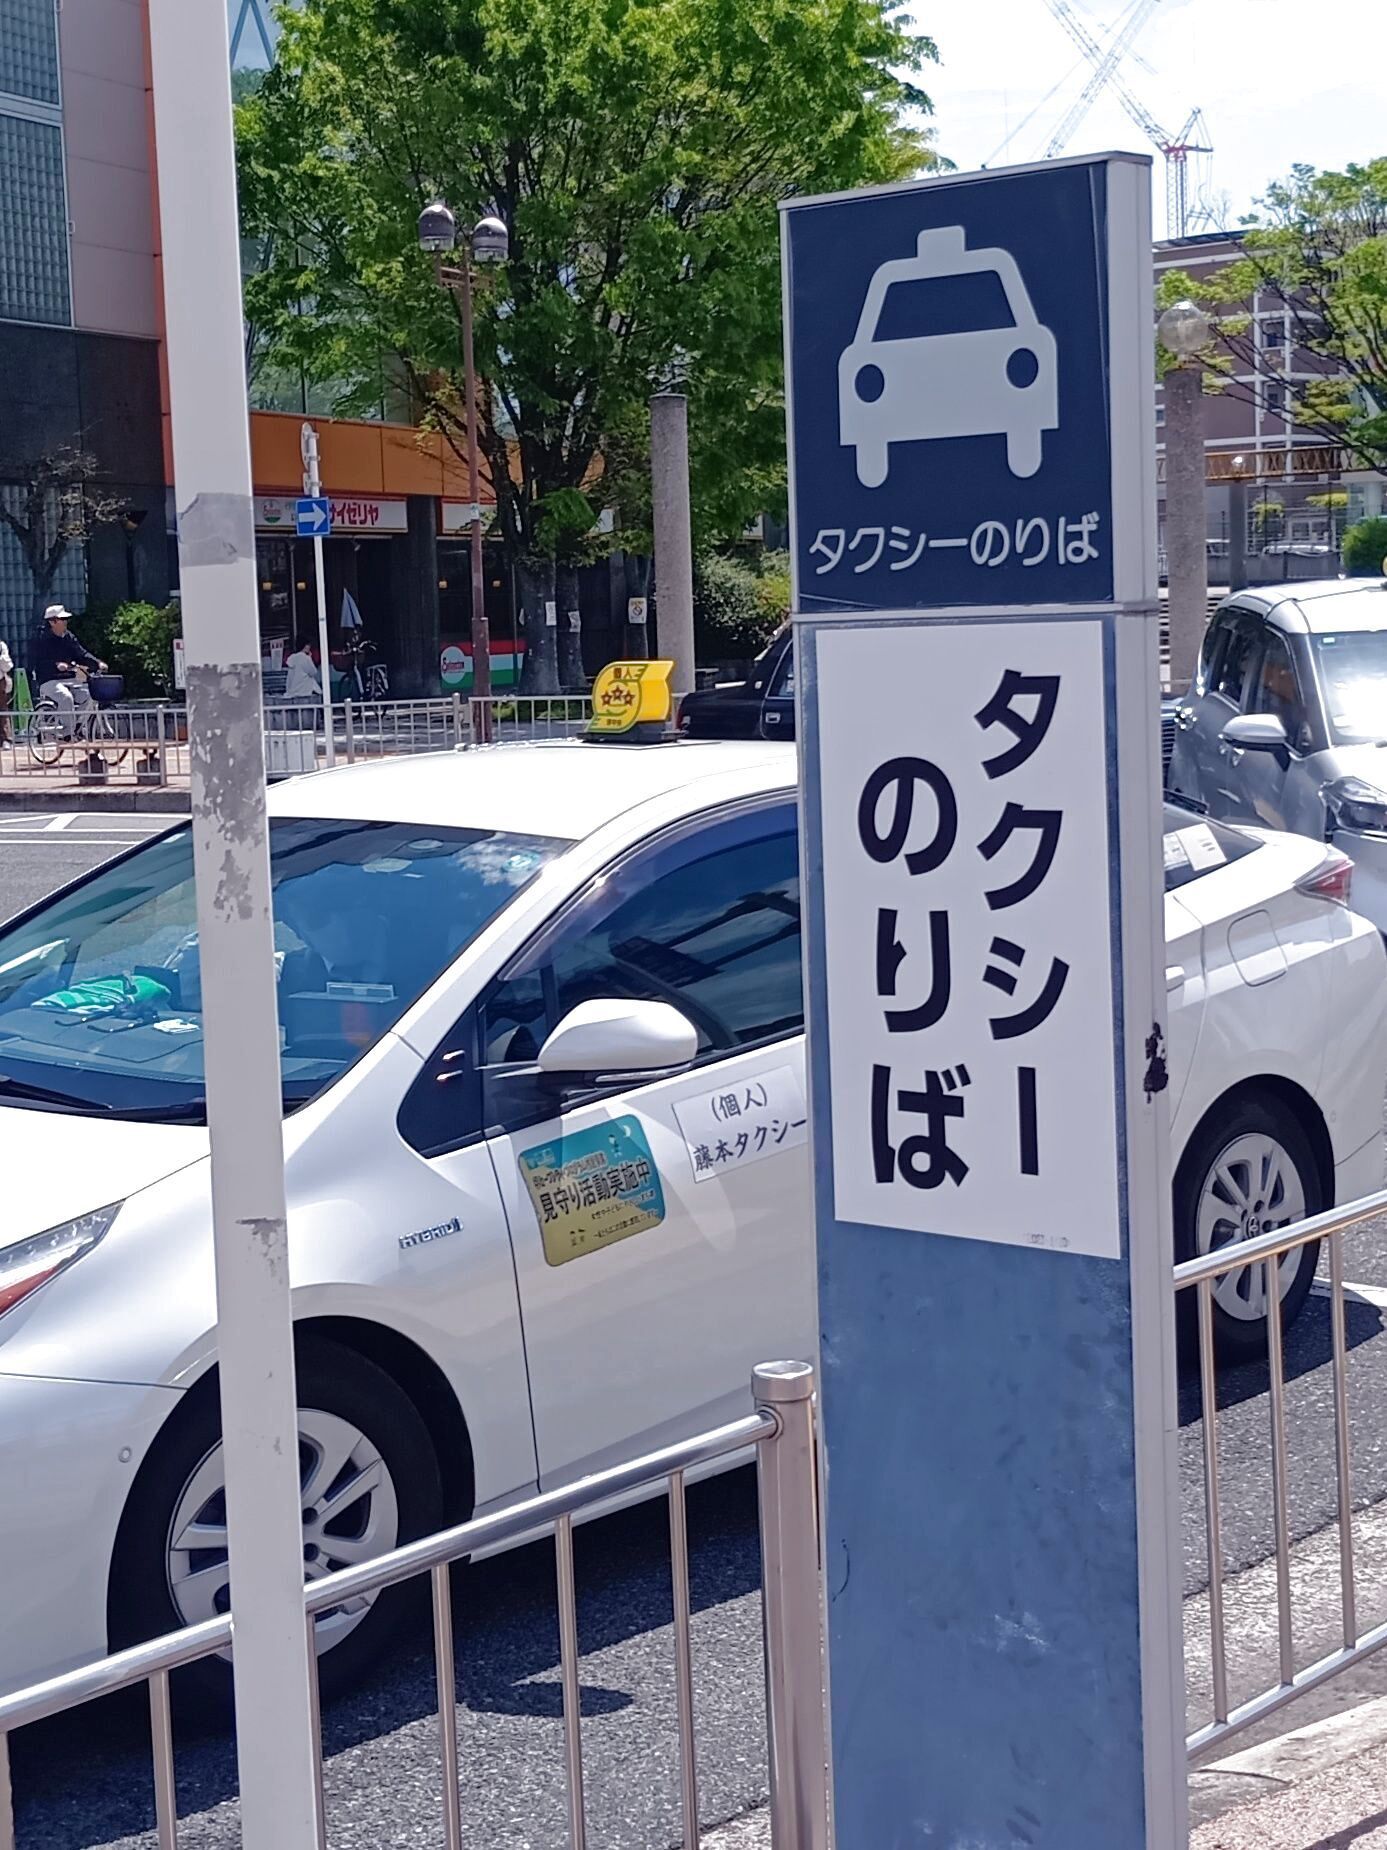 タクシーのりば
タクシー
のりば
サイゼリヤ
個人
(個人)
藤本タクシー
見守り活動実施中
HYBRID